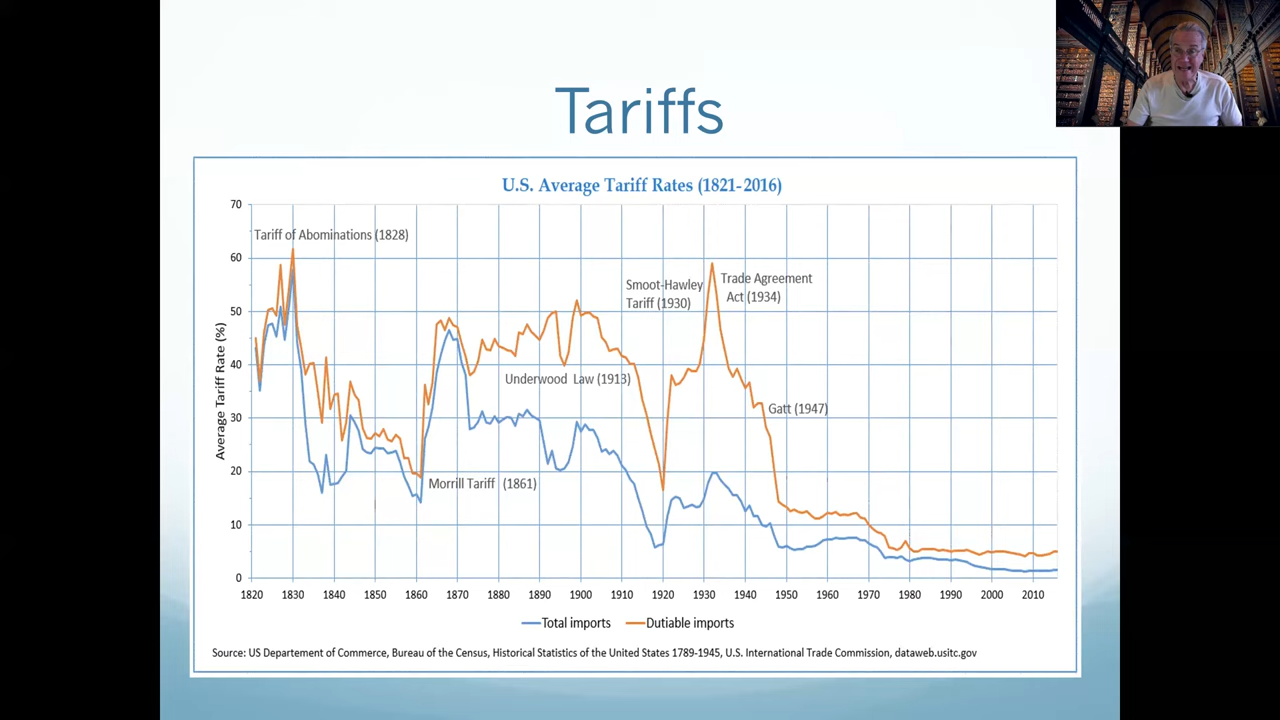 Tariffs
U.S. Average Tariff Rates (1821-2016)
Average Tariff Rate (%)
70
60
50
40
30
20
10
0
Tariff of Abominations (1828)
Smoot-Hawley
Tariff (1930)
Trade Agreement
Act (1934)
Underwood Law (1913)
Gatt (1947)
Morrill Tariff (1861)
1820 1830 1840 1850 1860 1870 1880 1890 1900 1910 1920 1930 1940 1950 1960 1970 1980 1990 2000 2010
Total imports Dutiable imports
Source: US Departement of Commerce, Bureau of the Census, Historical Statistics of the United States 1789-1945, U.S. International Trade Commission, dataweb.usitc.gov